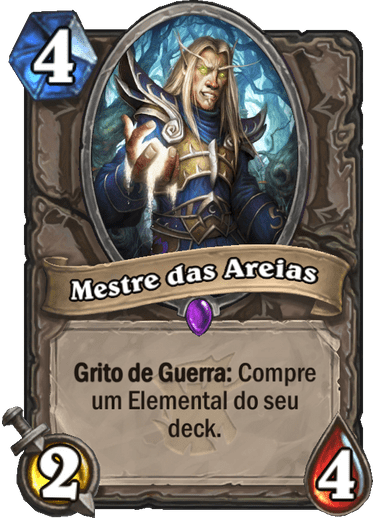 4
Mestre das Areias
Grito de Guerra: Compre
um Elemental do seu
deck.
2
4